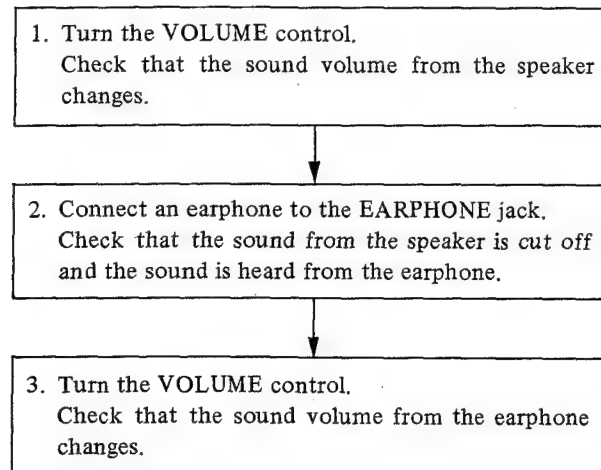 1. Turn the VOLUME control.
Check that the sound volume from the speaker
changes.
2. Connect an earphone to the EARPHONE jack.
Check that the sound from the speaker is cut off
and the sound is heard from the earphone.
3. Turn the VOLUME control.
Check that the sound volume from the earphone
changes.